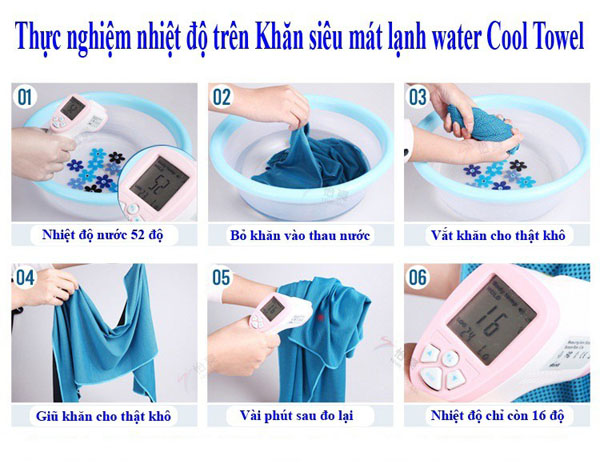 Thực nghiệm nhiệt độ trên Khăn siêu mát lạnh water Cool Towel
01
52
Nhiệt độ nước 52 độ
02
Bỏ khăn vào thau nước
03
Vắt khăn cho thật khô
04
Giũ khăn cho thật khô
05
Vài phút sau đo lại
06
16
Nhiệt độ chỉ còn 16 độ